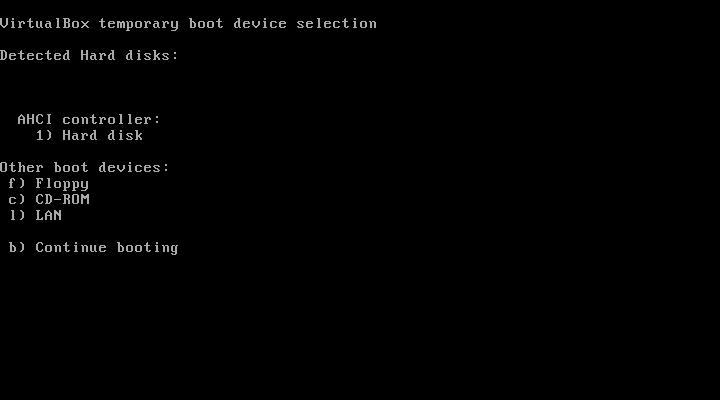 VirtualBox temporary boot device selection
Detected Hard disks:
AHCI controller:
1) Hard disk
Other boot devices:
f) Floppy
c) CD-ROM
l) LAN
b) Continue booting